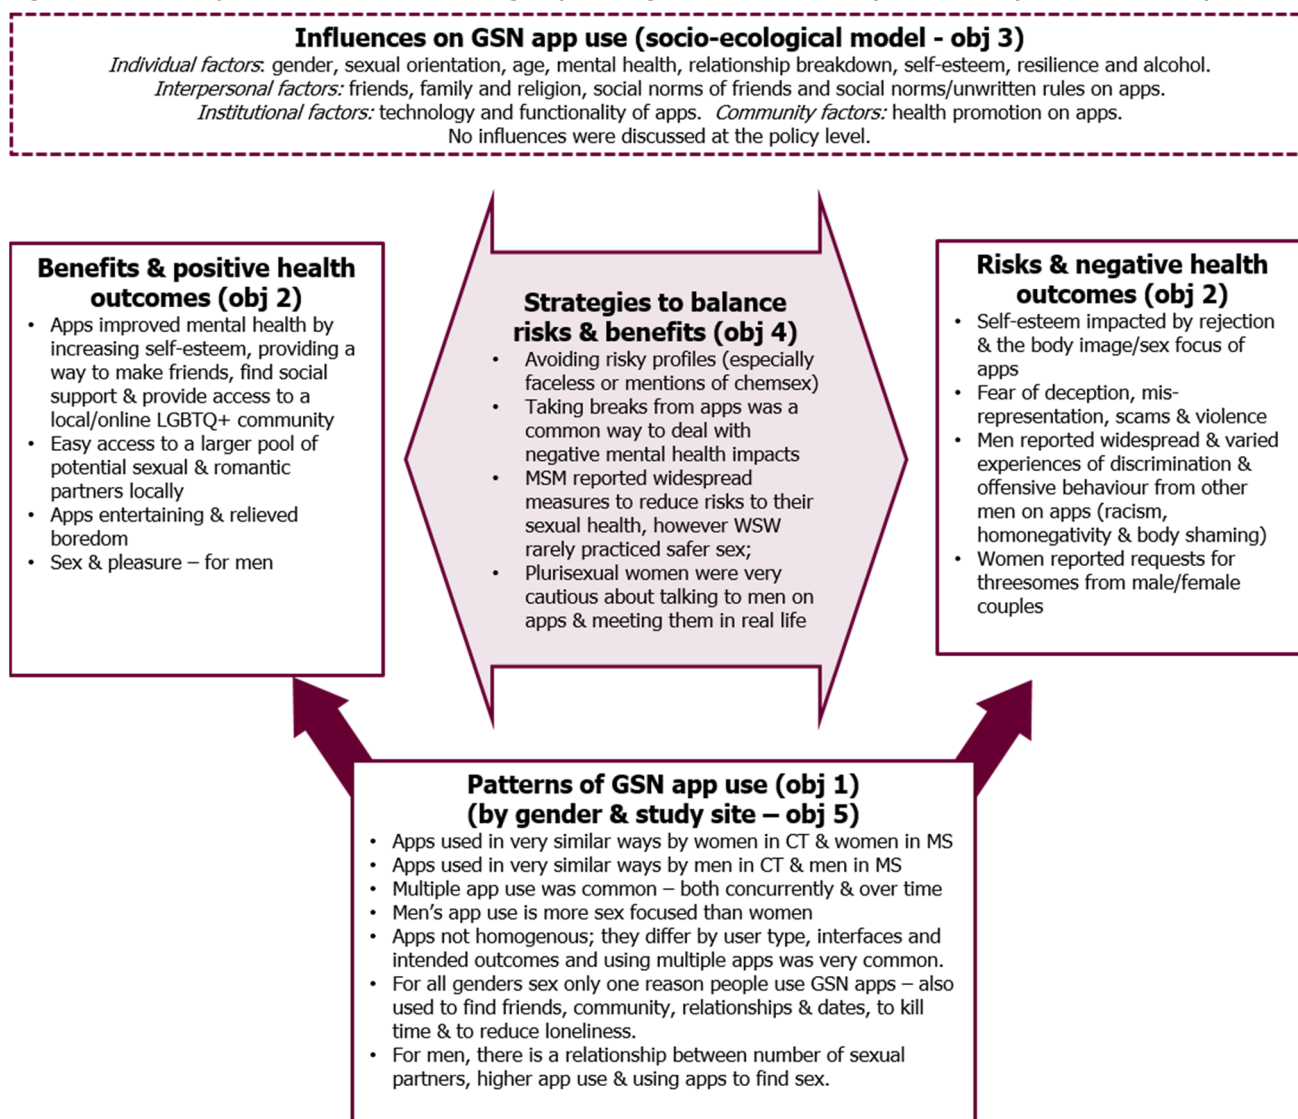 Influences on GSN app use (socio-ecological model - obj 3)
Individual factors: gender, sexual orientation, age, mental health, relationship breakdown, self-esteem, resilience and alcohol.
Interpersonal factors: friends, family and religion, social norms of friends and social norms/unwritten rules on apps.
Institutional factors: technology and functionality of apps. Community factors: health promotion on apps.
No influences were discussed at the policy level.
Benefits & positive health
outcomes (obj 2)
• Apps improved mental health by
increasing self-esteem, providing a
way to make friends, find social
support & provide access to a
local/online LGBTQ+ community
• Easy access to a larger pool of
potential sexual & romantic
partners locally
• Apps entertaining & relieved
boredom
• Sex & pleasure – for men
Strategies to balance
risks & benefits (obj 4)
• Avoiding risky profiles (especially
faceless or mentions of chemsex)
• Taking breaks from apps was a
common way to deal with
negative mental health impacts
• MSM reported widespread
measures to reduce risks to their
sexual health, however WSW
rarely practiced safer sex;
• Plurisexual women were very
cautious about talking to men on
apps & meeting them in real life
Risks & negative health
outcomes (obj 2)
• Self-esteem impacted by rejection
& the body image/sex focus of
apps
• Fear of deception, mis-
representation, scams & violence
• Men reported widespread & varied
experiences of discrimination &
offensive behaviour from other
men on apps (racism,
homonegativity & body shaming)
• Women reported requests for
threesomes from male/female
couples
Patterns of GSN app use (obj 1)
(by gender & study site – obj 5)
• Apps used in very similar ways by women in CT & women in MS
• Apps used in very similar ways by men in CT & men in MS
• Multiple app use was common – both concurrently & over time
• Men’s app use is more sex focused than women
• Apps not homogenous; they differ by user type, interfaces and
intended outcomes and using multiple apps was very common.
• For all genders sex only one reason people use GSN apps – also
used to find friends, community, relationships & dates, to kill
time & to reduce loneliness.
• For men, there is a relationship between number of sexual
partners, higher app use & using apps to find sex.